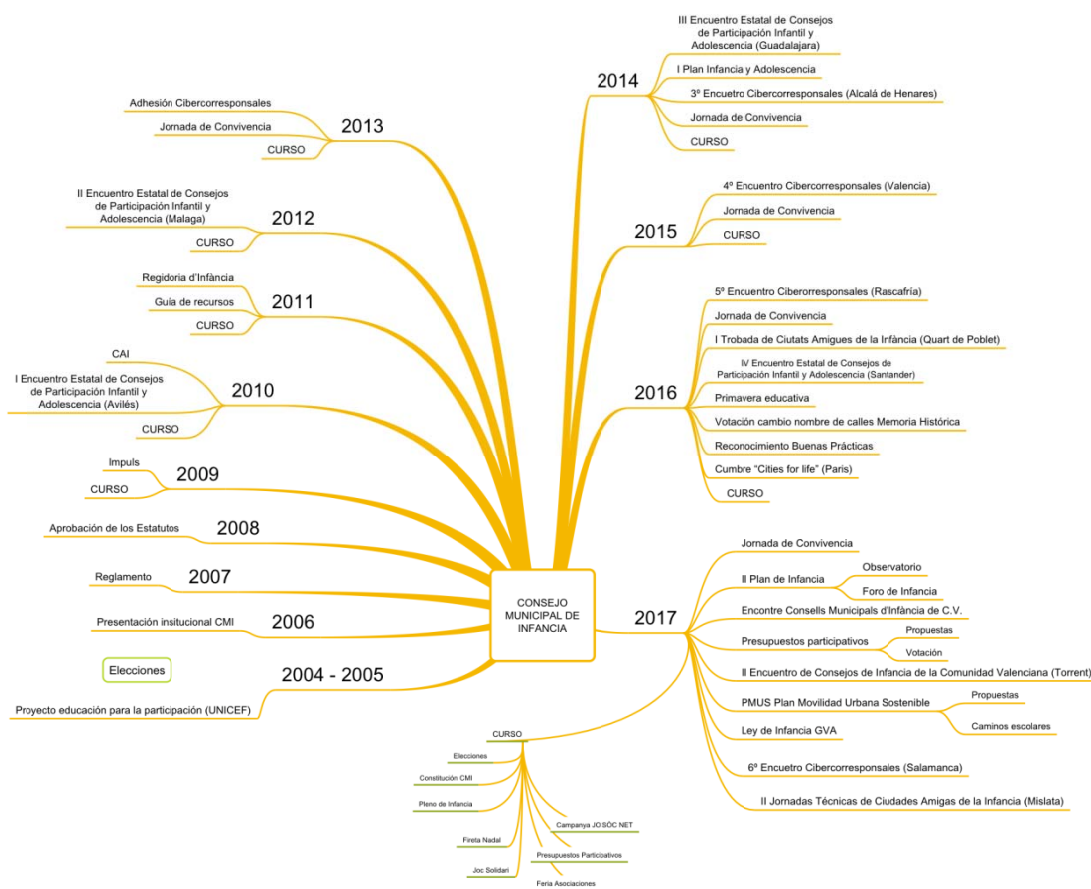 CONSEJO
MUNICIPAL DE
INFANCIA
2004 - 2005
Proyecto educación para la participación (UNICEF)
Elecciones
2006
Presentación insitucional CMI
2007
Reglamento
2008
Aprobación de los Estatutos
2009
Impuls
CURSO
2010
CAI
I Encuentro Estatal de Consejos
de Participación Infantil y
Adolescencia (Avilés)
CURSO
2011
Regidoria d'Infància
Guía de recursos
CURSO
2012
II Encuentro Estatal de Consejos
de Participación Infantil y
Adolescencia (Malaga)
CURSO
2013
Adhesión Cibercorresponsales
Jornada de Convivencia
CURSO
2014
III Encuentro Estatal de Consejos
de Participación Infantil y
Adolescencia (Guadalajara)
I Plan Infancia y Adolescencia
3º Encuetro Cibercorresponsales (Alcalá de Henares)
Jornada de Convivencia
CURSO
2015
4º Encuentro Cibercorresponsales (Valencia)
Jornada de Convivencia
CURSO
2016
5º Encuentro Ciberorresponsales (Rascafría)
Jornada de Convivencia
I Trobada de Ciutats Amigues de la Infància (Quart de Poblet)
IV Encuentro Estatal de Consejos de
Participación Infantil y Adolescencia (Santander)
Primavera educativa
Votación cambio nombre de calles Memoria Histórica
Reconocimiento Buenas Prácticas
Cumbre “Cities for life” (Paris)
CURSO
2017
Jornada de Convivencia
II Plan de Infancia
Observatorio
Foro de Infancia
Encontre Consells Municipals d'Infància de C.V.
Presupuestos participativos
Propuestas
Votación
II Encuentro de Consejos de Infancia de la Comunidad Valenciana (Torrent)
PMUS Plan Movilidad Urbana Sostenible
Propuestas
Caminos escolares
Ley de Infancia GVA
6º Encuetro Cibercorresponsales (Salamanca)
II Jornadas Técnicas de Ciudades Amigas de la Infancia (Mislata)
CURSO
Elecciones
Constitución CMI
Pleno de Infancia
Fireta Nadal
Joc Solidari
Campanya JOSÓC NET
Presupuestos Participativos
Feria Asociaciones